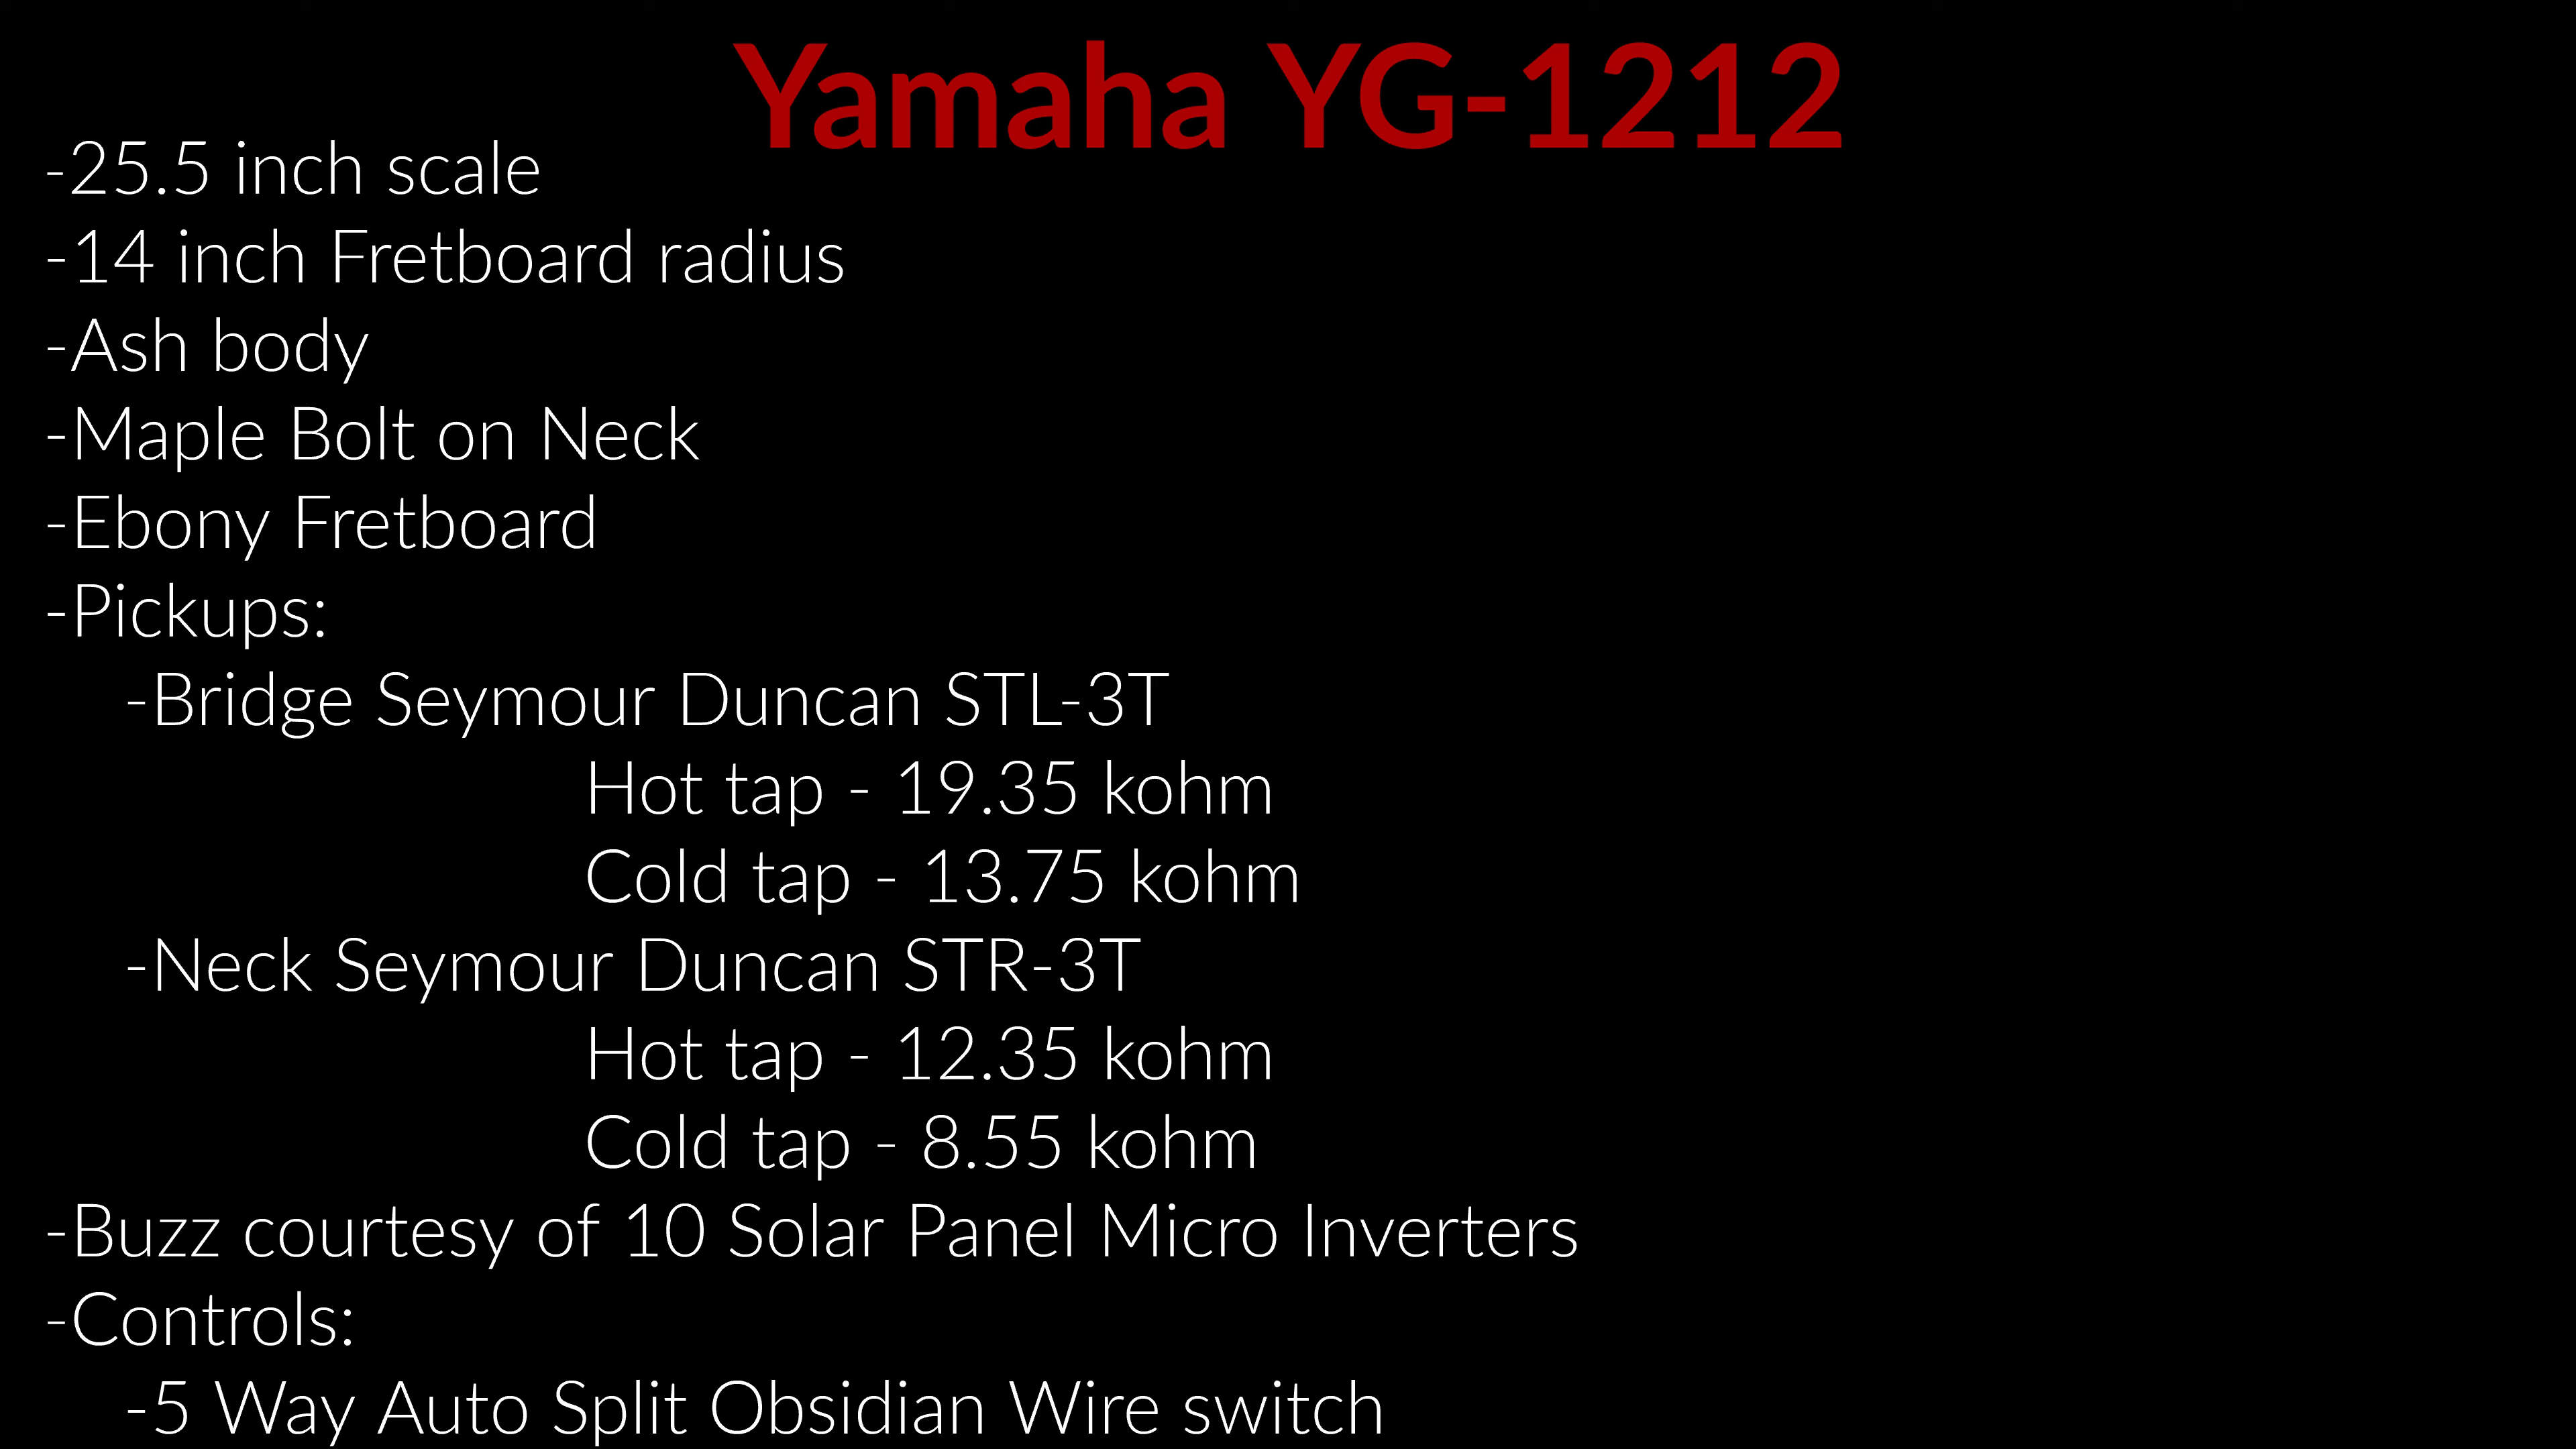 Yamaha YG-1212
-25.5 inch scale
-14 inch Fretboard radius
-Ash body
-Maple Bolt on Neck
-Ebony Fretboard
-Pickups:
-Bridge Seymour Duncan STL-3T
Hot tap - 19.35 kohm
Cold tap - 13.75 kohm
-Neck Seymour Duncan STR-3T
Hot tap - 12.35 kohm
Cold tap - 8.55 kohm
-Buzz courtesy of 10 Solar Panel Micro Inverters
-Controls:
-5 Way Auto Split Obsidian Wire switch